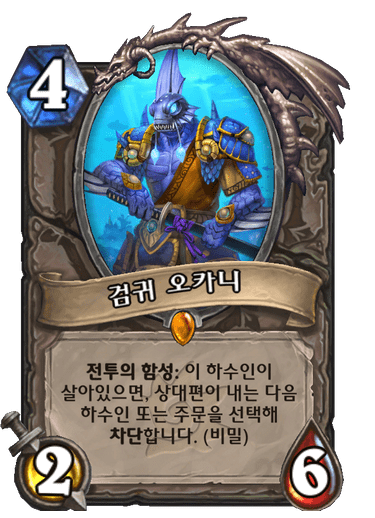 4
검귀 오카니
전투의 함성: 이 하수인이
살아있으면, 상대편이 내는 다음
하수인 또는 주문을 선택해
차단합니다. (비밀)
2
6